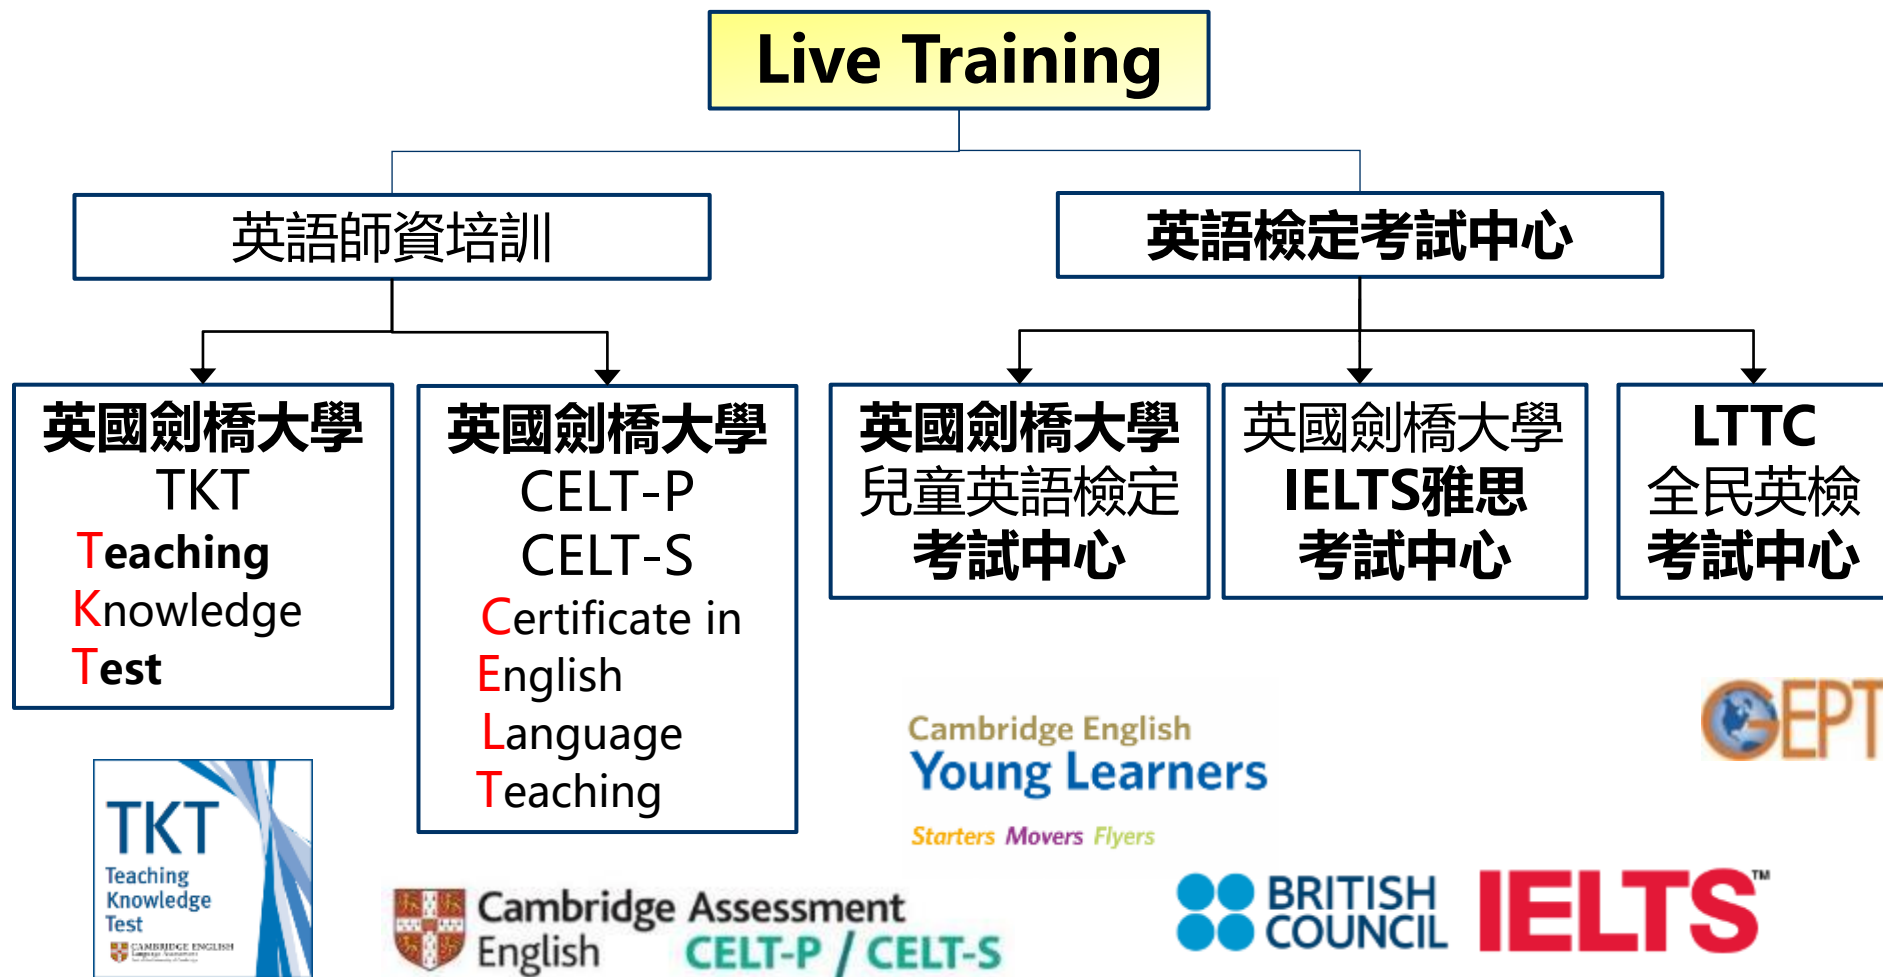 Live Training
英語師資培訓
英語檢定考試中心
英國劍橋大學
TKT
Teaching
Knowledge
Test
英國劍橋大學
CELT-P
CELT-S
Certificate in
English
Language
Teaching
英國劍橋大學
兒童英語檢定
考試中心
英國劍橋大學
IELTS雅思
考試中心
LTTC
全民英檢
考試中心
TKT
Teaching
Knowledge
Test
CAMBRIDGE ENGLISH
Language Assessment
Cambridge Assessment
English
CELT-P / CELT-S
Cambridge English
Young Learners
Starters Movers Flyers
GEPT
BRITISH
COUNCIL
IELTS™